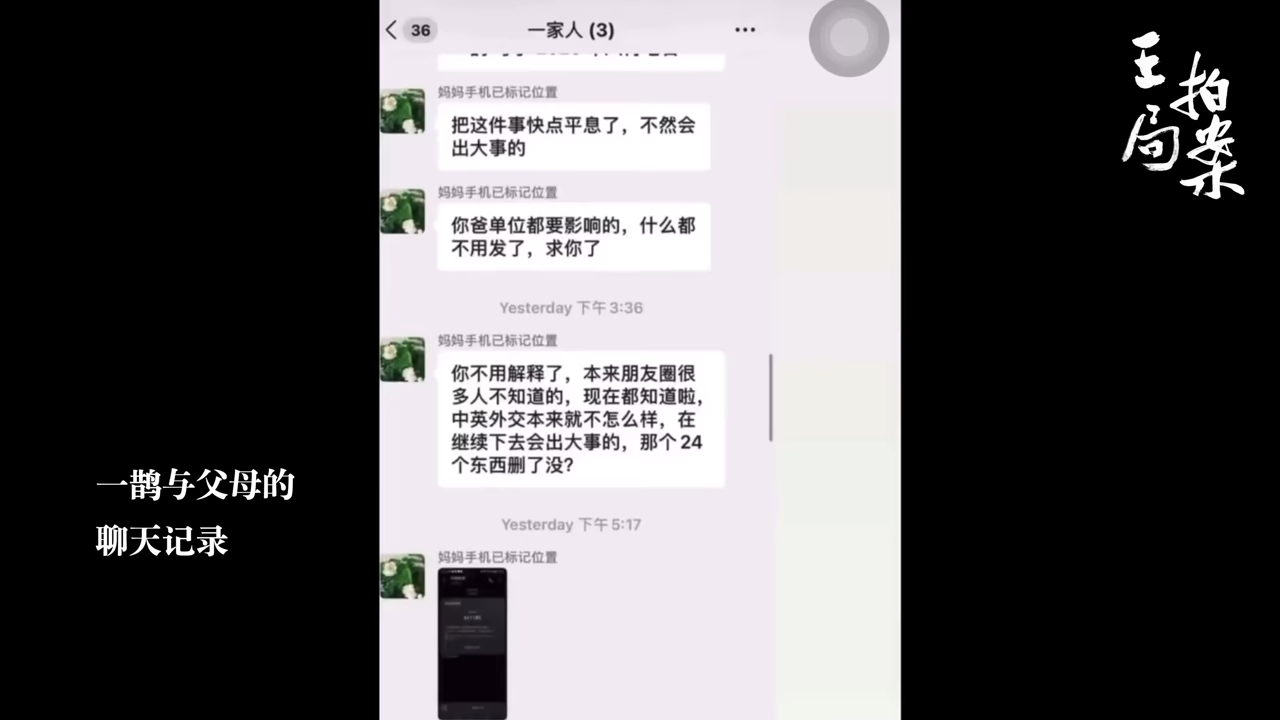 36
一家人 (3)
王局拍案
妈妈手机已标记位置
把这件事快点平息了，不然会
出大事的
妈妈手机已标记位置
你爸单位都要影响的，什么都
不用发了，求你了
Yesterday 下午 3:36
妈妈手机已标记位置
你不用解释了，本来朋友圈很
多人不知道的，现在都知道啦，
中英外交本来就不怎么样，在
继续下去会出大事的，那个 24
个东西删了没？
一鹊与父母的
聊天记录
Yesterday 下午 5:17
妈妈手机已标记位置